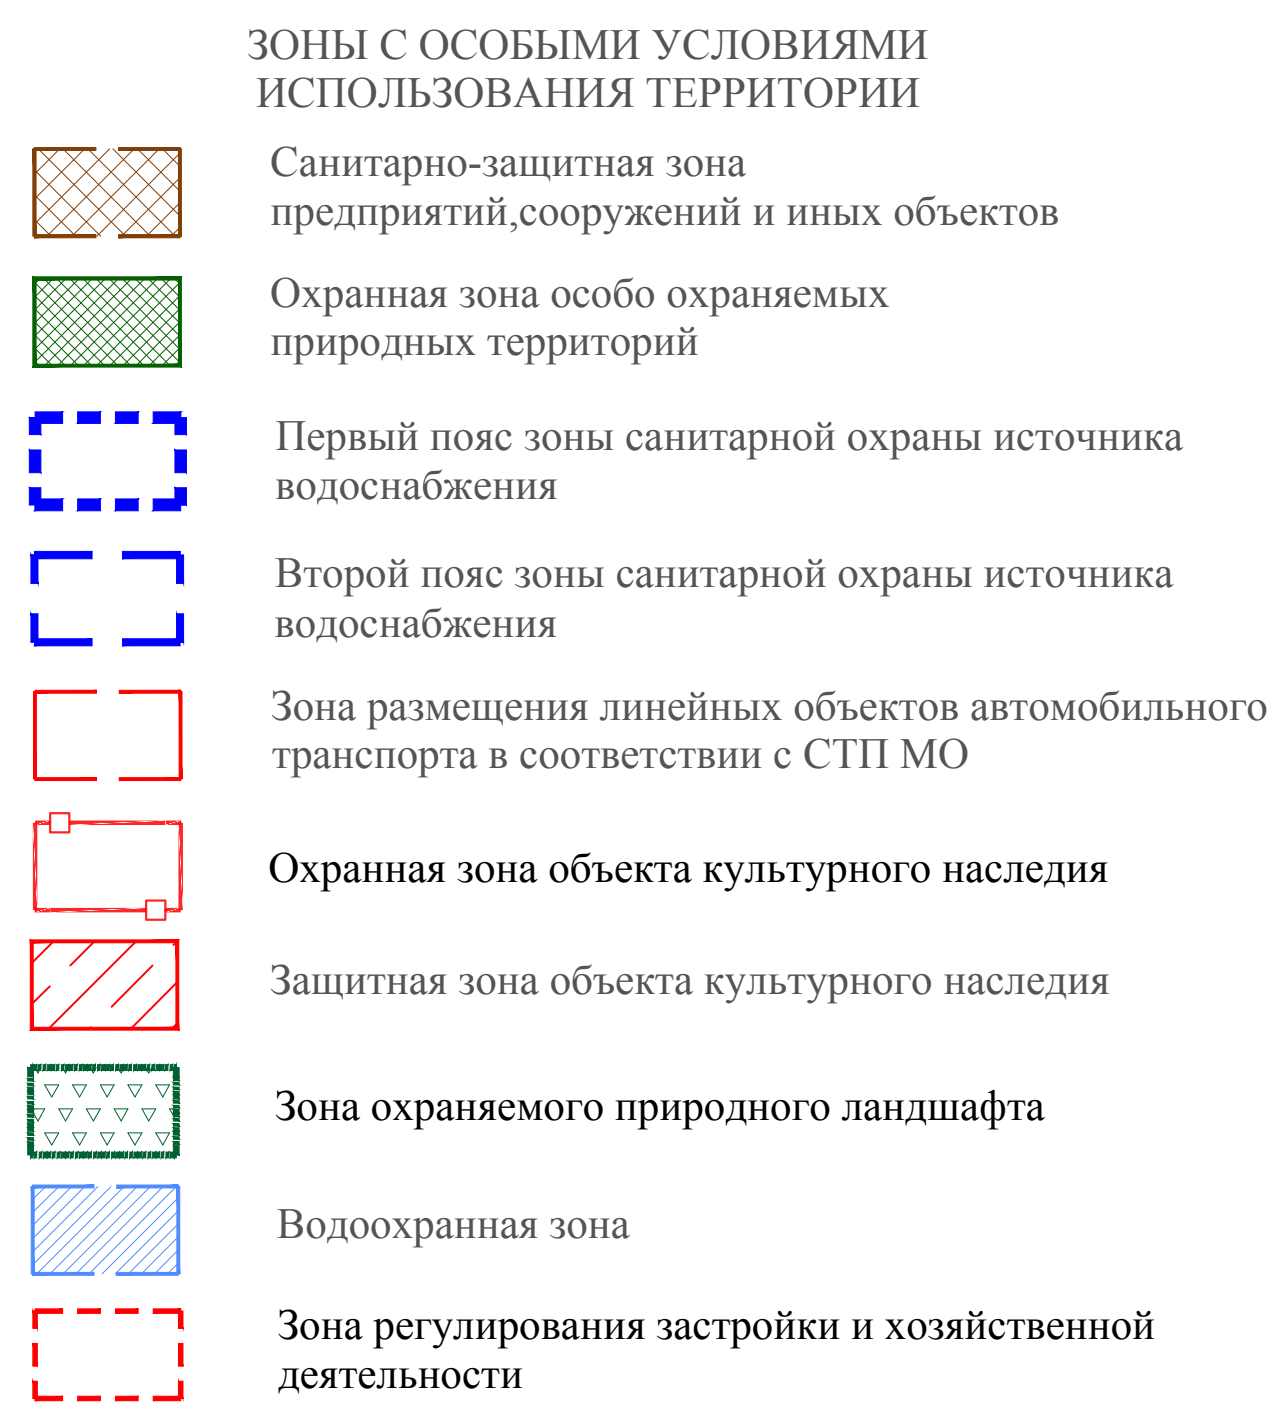 ЗОНЫ С ОСОБЫМИ УСЛОВИЯМИ
ИСПОЛЬЗОВАНИЯ ТЕРРИТОРИИ
Санитарно-защитная зона
предприятий,сооружений и иных объектов
Охранная зона особо охраняемых
природных территорий
Первый пояс зоны санитарной охраны источника
водоснабжения
Второй пояс зоны санитарной охраны источника
водоснабжения
Зона размещения линейных объектов автомобильного
транспорта в соответствии с СТП МО
Охранная зона объекта культурного наследия
Защитная зона объекта культурного наследия
Зона охраняемого природного ландшафта
Водоохранная зона
Зона регулирования застройки и хозяйственной
деятельности